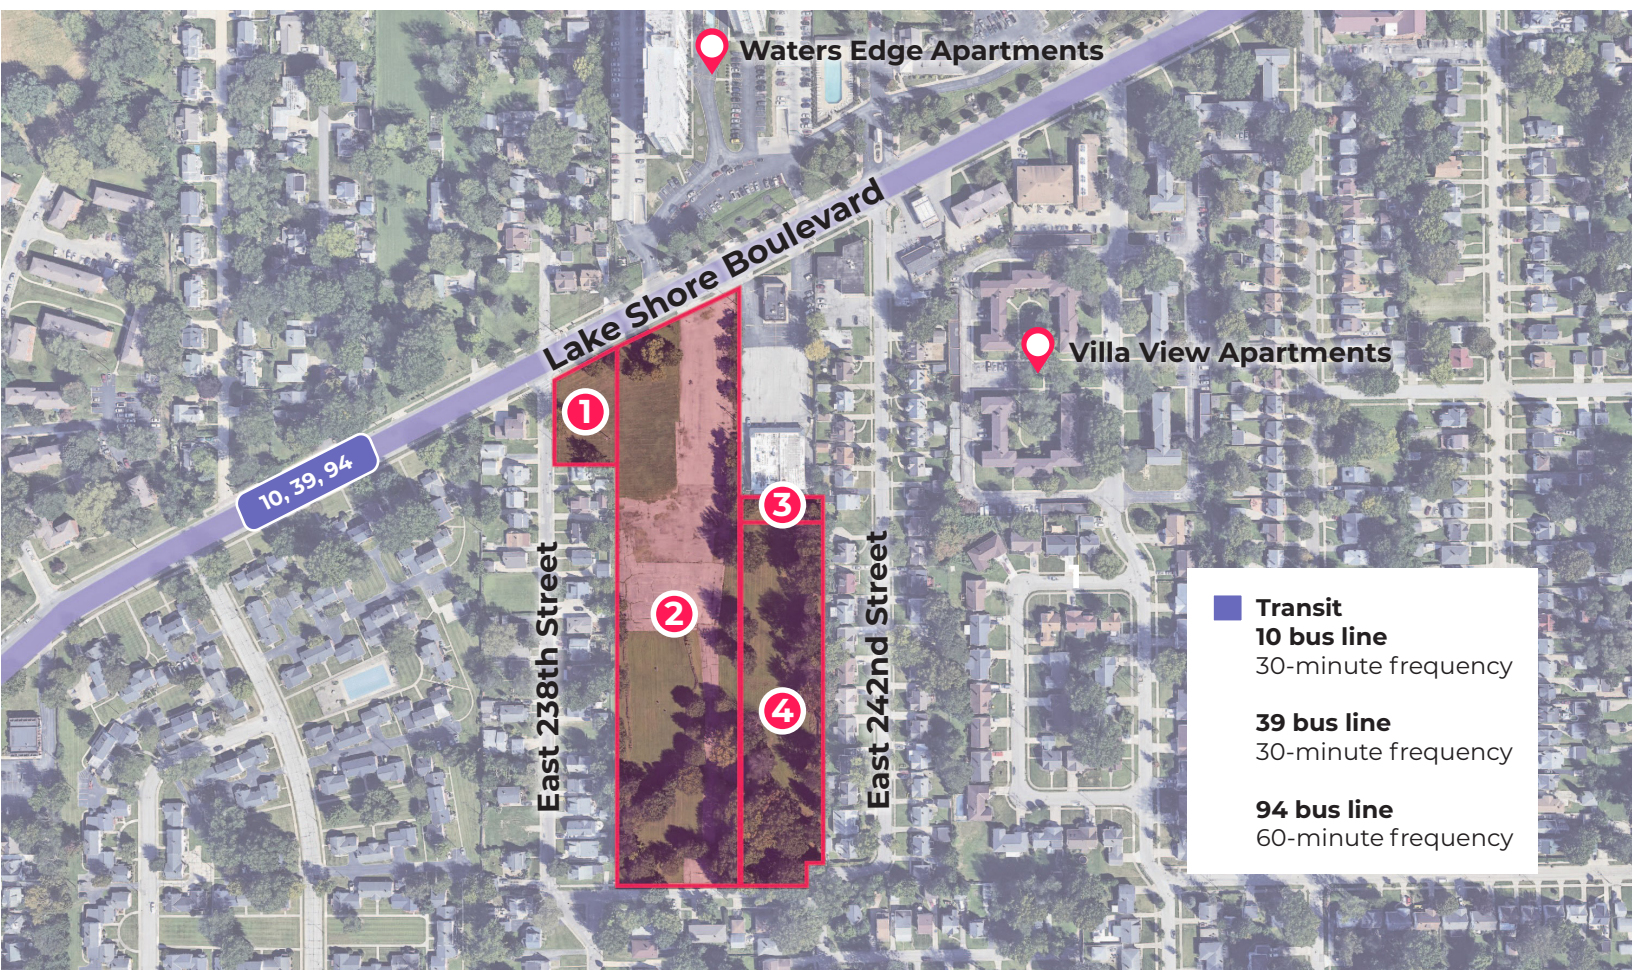 Waters Edge Apartments
Lake Shore Boulevard
Villa View Apartments
1
10, 39, 94
3
2
East 238th Street
East 242nd Street
4
Transit
10 bus line
30-minute frequency
39 bus line
30-minute frequency
94 bus line
60-minute frequency